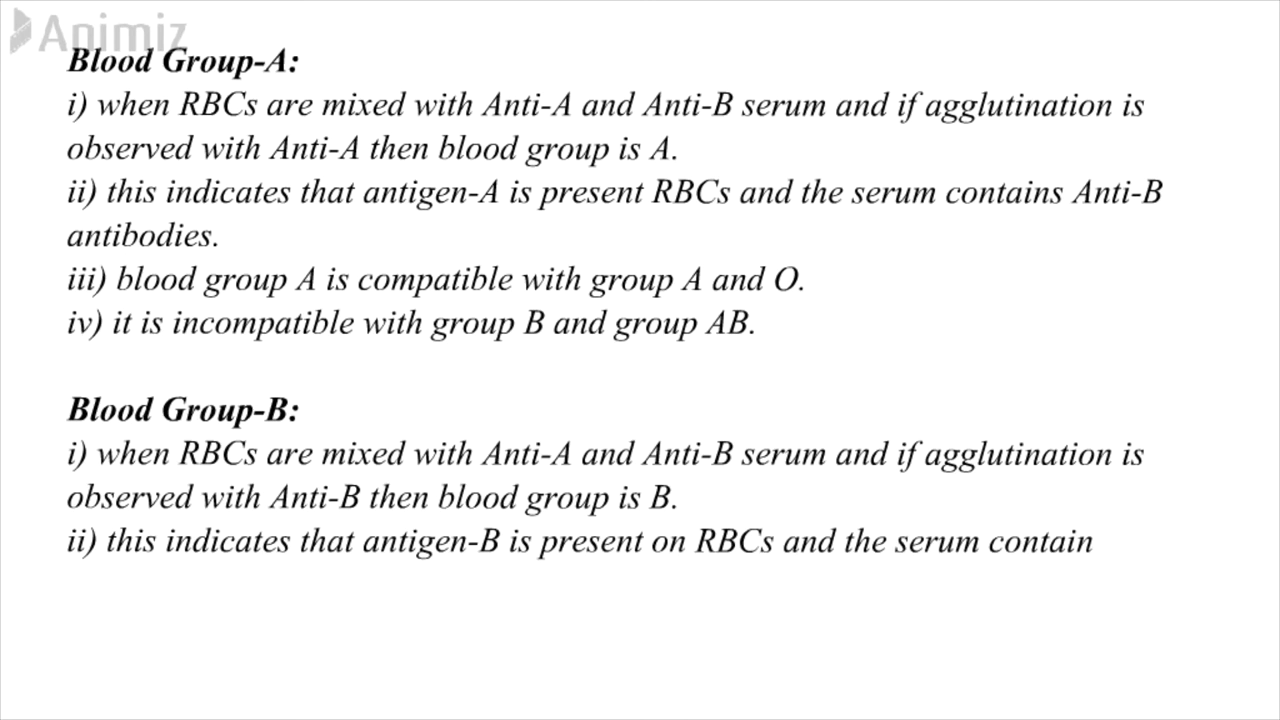 Animiz
Blood Group-A:
i) when RBCs are mixed with Anti-A and Anti-B serum and if agglutination is
observed with Anti-A then blood group is A.
ii) this indicates that antigen-A is present RBCs and the serum contains Anti-B
antibodies.
iii) blood group A is compatible with group A and O.
iv) it is incompatible with group B and group AB.
Blood Group-B:
i) when RBCs are mixed with Anti-A and Anti-B serum and if agglutination is
observed with Anti-B then blood group is B.
ii) this indicates that antigen-B is present on RBCs and the serum contain